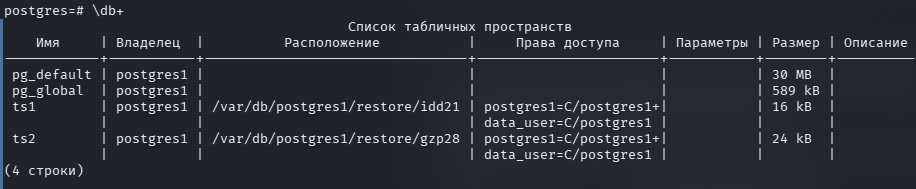 postgres=# \db+
Список табличных пространств
Имя | Владелец | Расположение | Права доступа | Параметры | Размер | Описание
------------+-----------+--------------------------------+-----------------------+-----------+--------+----------
pg_default | postgres1 | | | | 30 MB |
pg_global | postgres1 | | | | 589 kB |
ts1 | postgres1 | /var/db/postgres1/restore/idd21 | postgres1=C/postgres1+| | 16 kB |
| | | data_user=C/postgres1 | | |
ts2 | postgres1 | /var/db/postgres1/restore/gzp28 | postgres1=C/postgres1+| | 24 kB |
| | | data_user=C/postgres1 | | |
(4 строки)